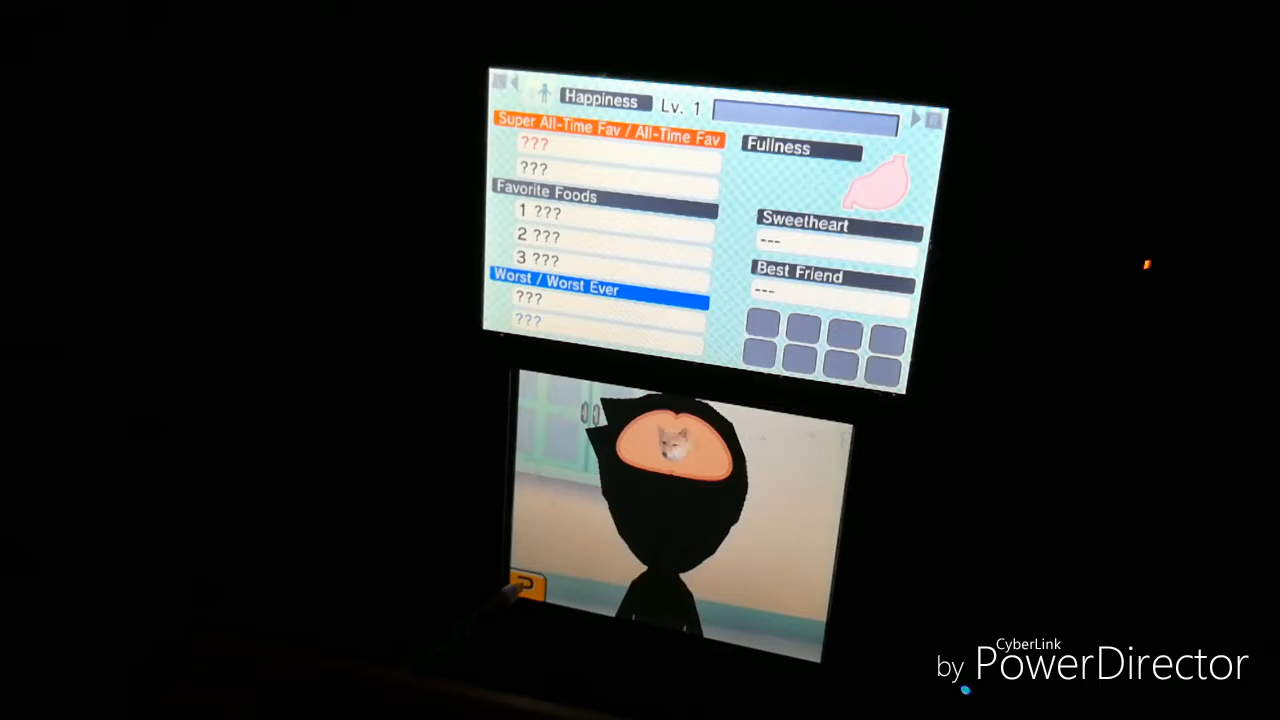 Happiness Lv. 1
Super All-Time Fav / All-Time Fav
???
???
Favorite Foods
1 ???
2 ???
3 ???
Worst / Worst Ever
???
???
Fullness
Sweetheart
---
Best Friend
---
CyberLink
by PowerDirector